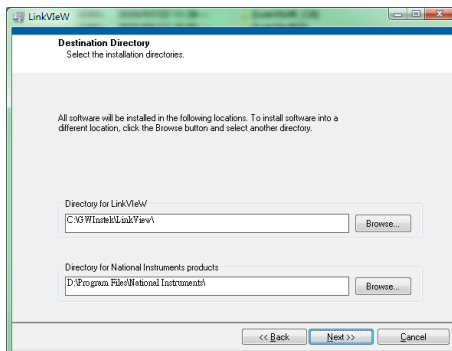 LinkVIeW
Destination Directory
Select the installation directories.
All software will be installed in the following locations. To install software into a
different location, click the Browse button and select another directory.
Directory for LinkVIeW
C:\GWInstek\LinkView\
Browse...
Directory for National Instruments products
D:\Program Files\National Instruments\
Browse...
<< Back
Next >>
Cancel